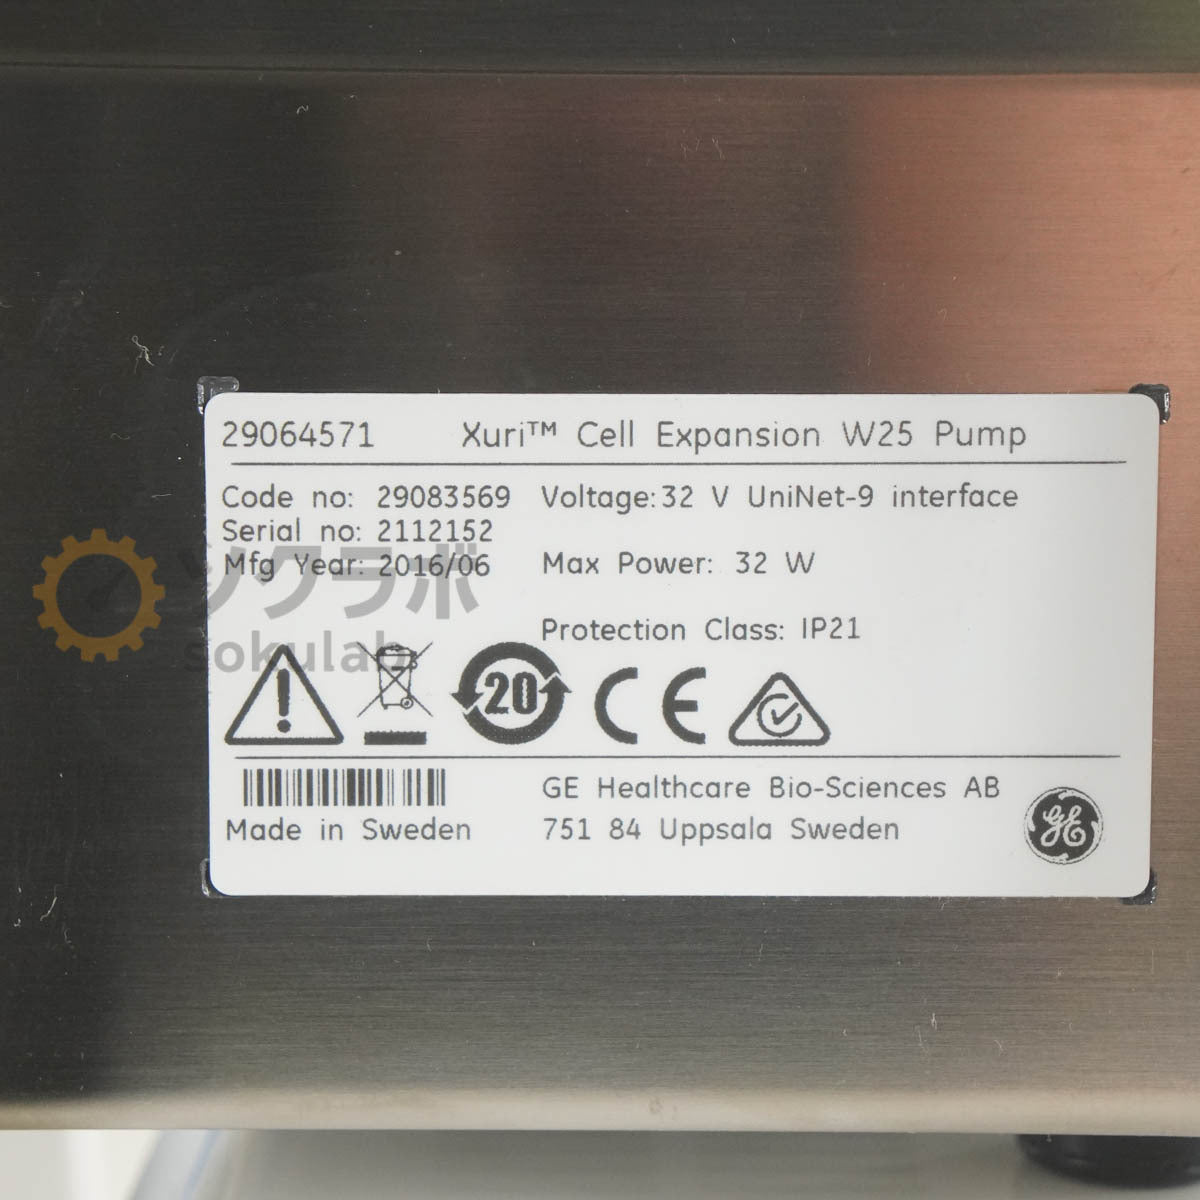 29064571 Xuri™ Cell Expansion W25 Pump
Code no: 29083569 Voltage: 32 V UniNet-9 interface
Serial no: 2112152
Mfg Year: 2016/06 Max Power: 32 W
ソクラボ
Protection Class: IP21
sokulab
20
CE
GE Healthcare Bio-Sciences AB
Made in Sweden 751 84 Uppsala Sweden
GE